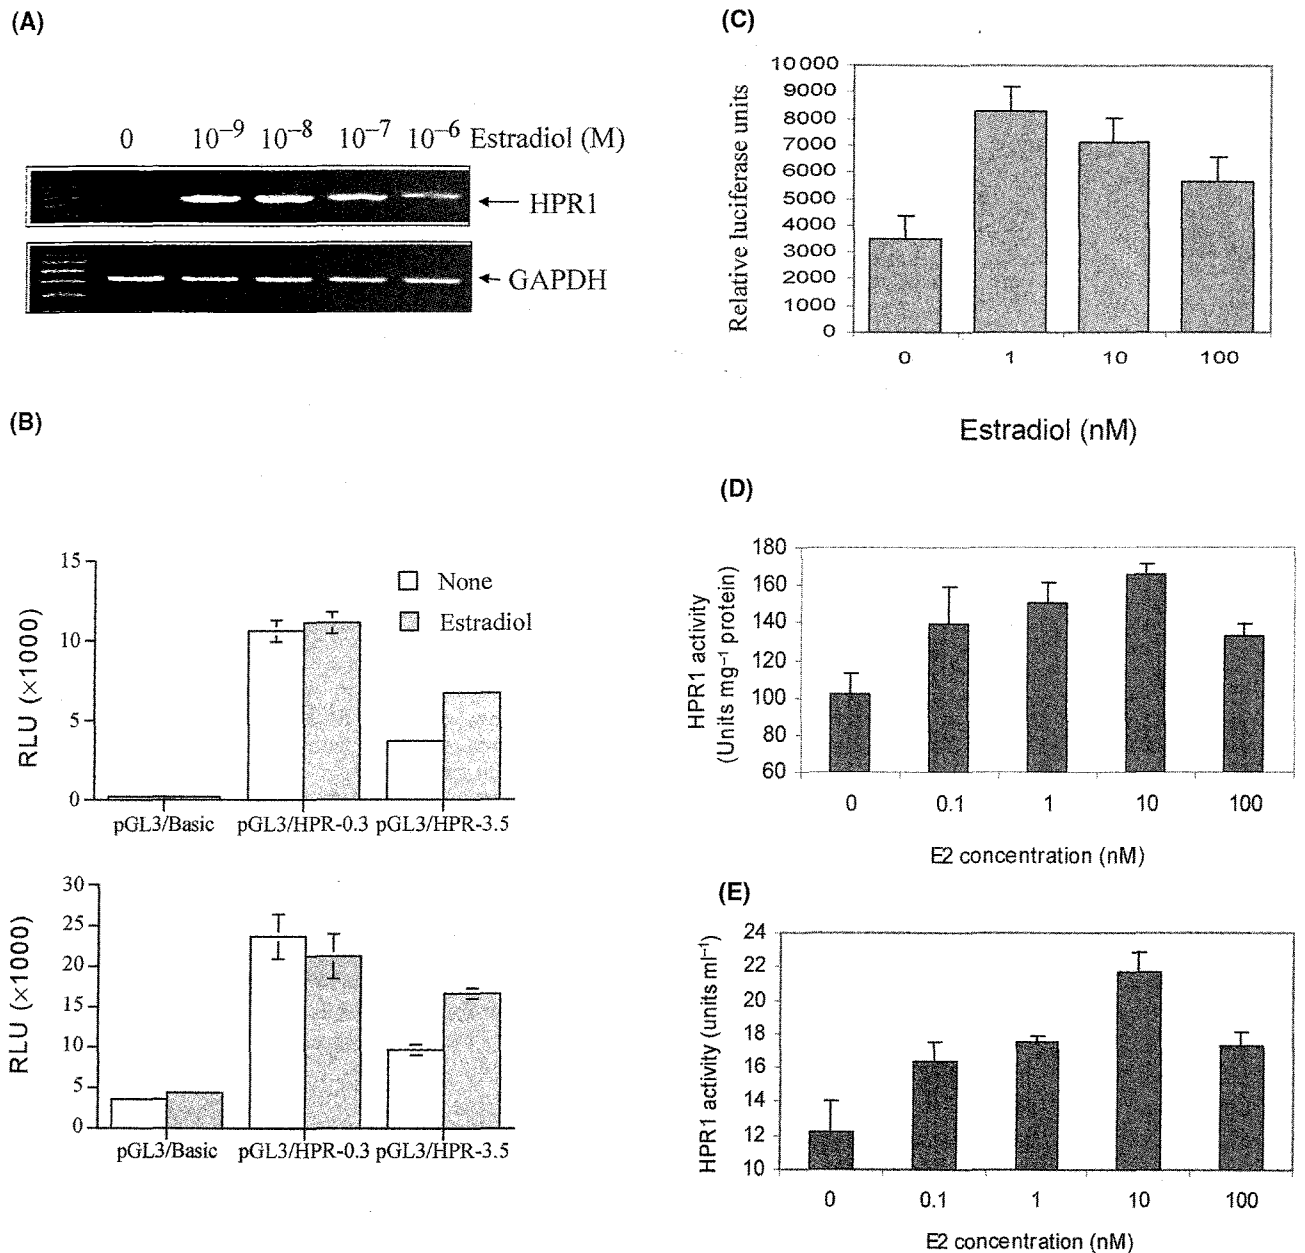 (A)
0 10⁻⁹ 10⁻⁸ 10⁻⁷ 10⁻⁶ Estradiol (M)
HPR1
GAPDH
(B)
15
10
5
0
RLU (×1000)
None
Estradiol
pGL3/Basic pGL3/HPR-0.3 pGL3/HPR-3.5
30
25
20
15
10
5
0
RLU (×1000)
pGL3/Basic pGL3/HPR-0.3 pGL3/HPR-3.5
(C)
10 000
9000
8000
7000
6000
5000
4000
3000
2000
1000
0
Relative luciferase units
0 1 10 100
Estradiol (nM)
(D)
180
160
140
120
100
80
60
HPR1 activity
(Units mg⁻¹ protein)
0 0.1 1 10 100
E2 concentration (nM)
(E)
24
22
20
18
16
14
12
10
HPR1 activity (units ml⁻¹)
0 0.1 1 10 100
E2 concentration (nM)